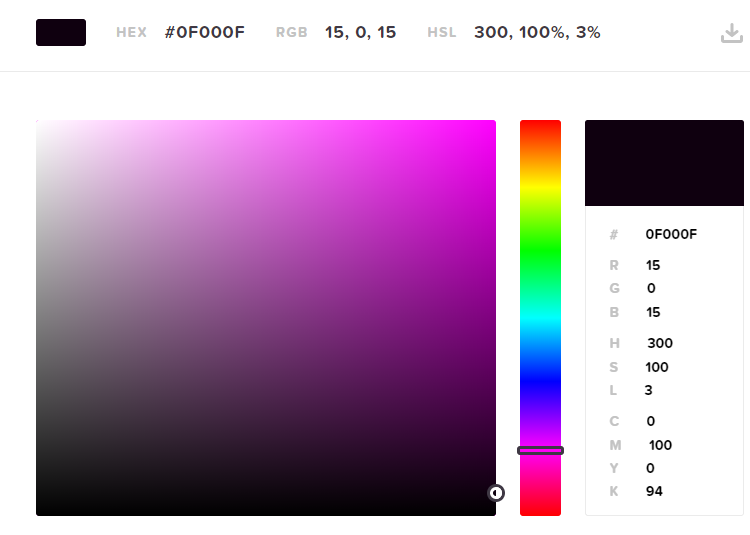 HEX #0F000F RGB 15, 0, 15 HSL 300, 100%, 3%
# 0F000F
R 15
G 0
B 15
H 300
S 100
L 3
C 0
M 100
Y 0
K 94